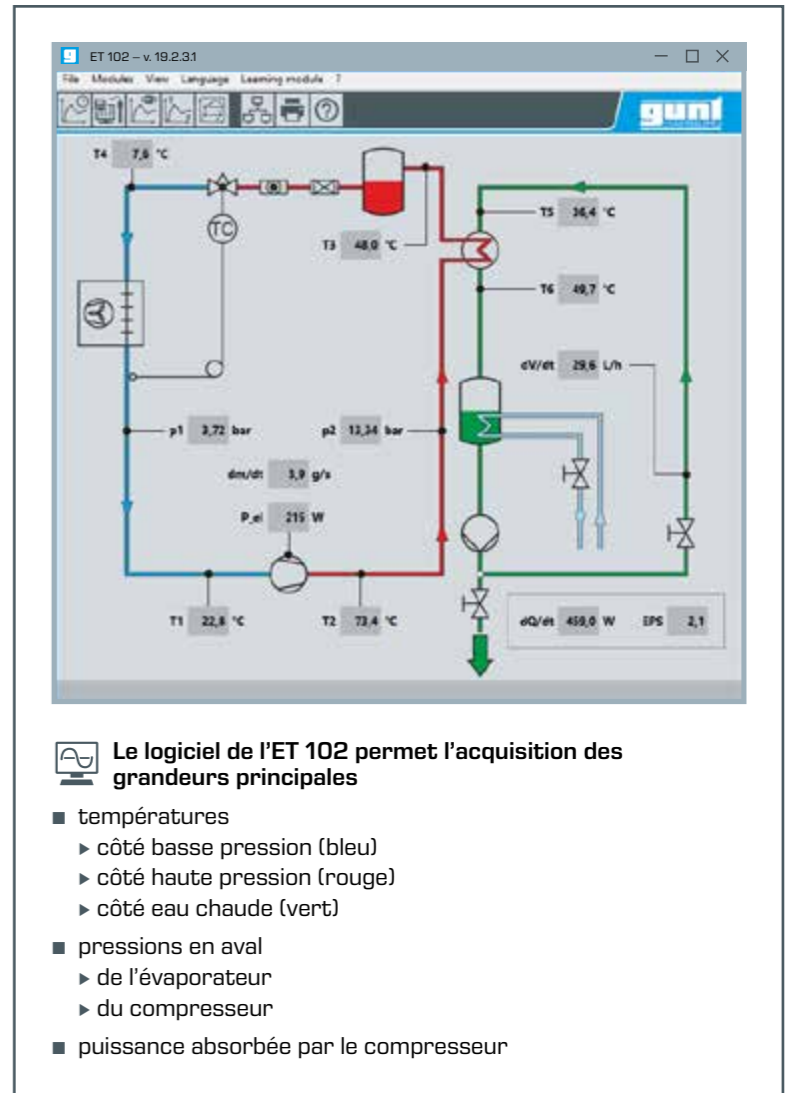 ET 102 – v. 19.2.3.1
File Modules View Language Learning module ?
gunt
T4 7,6 °C
TC
T3 48,0 °C
T5 36,4 °C
T6 49,7 °C
dV/dt 29,6 L/h
p1 3,72 bar
p2 13,34 bar
dm/dt 3,9 g/s
P_el 215 W
T1 22,8 °C
T2 73,4 °C
dQ/dt 459,0 W EPS 2,1
Le logiciel de l’ET 102 permet l’acquisition des
grandeurs principales
■ températures
▸ côté basse pression (bleu)
▸ côté haute pression (rouge)
▸ côté eau chaude (vert)
■ pressions en aval
▸ de l’évaporateur
▸ du compresseur
■ puissance absorbée par le compresseur